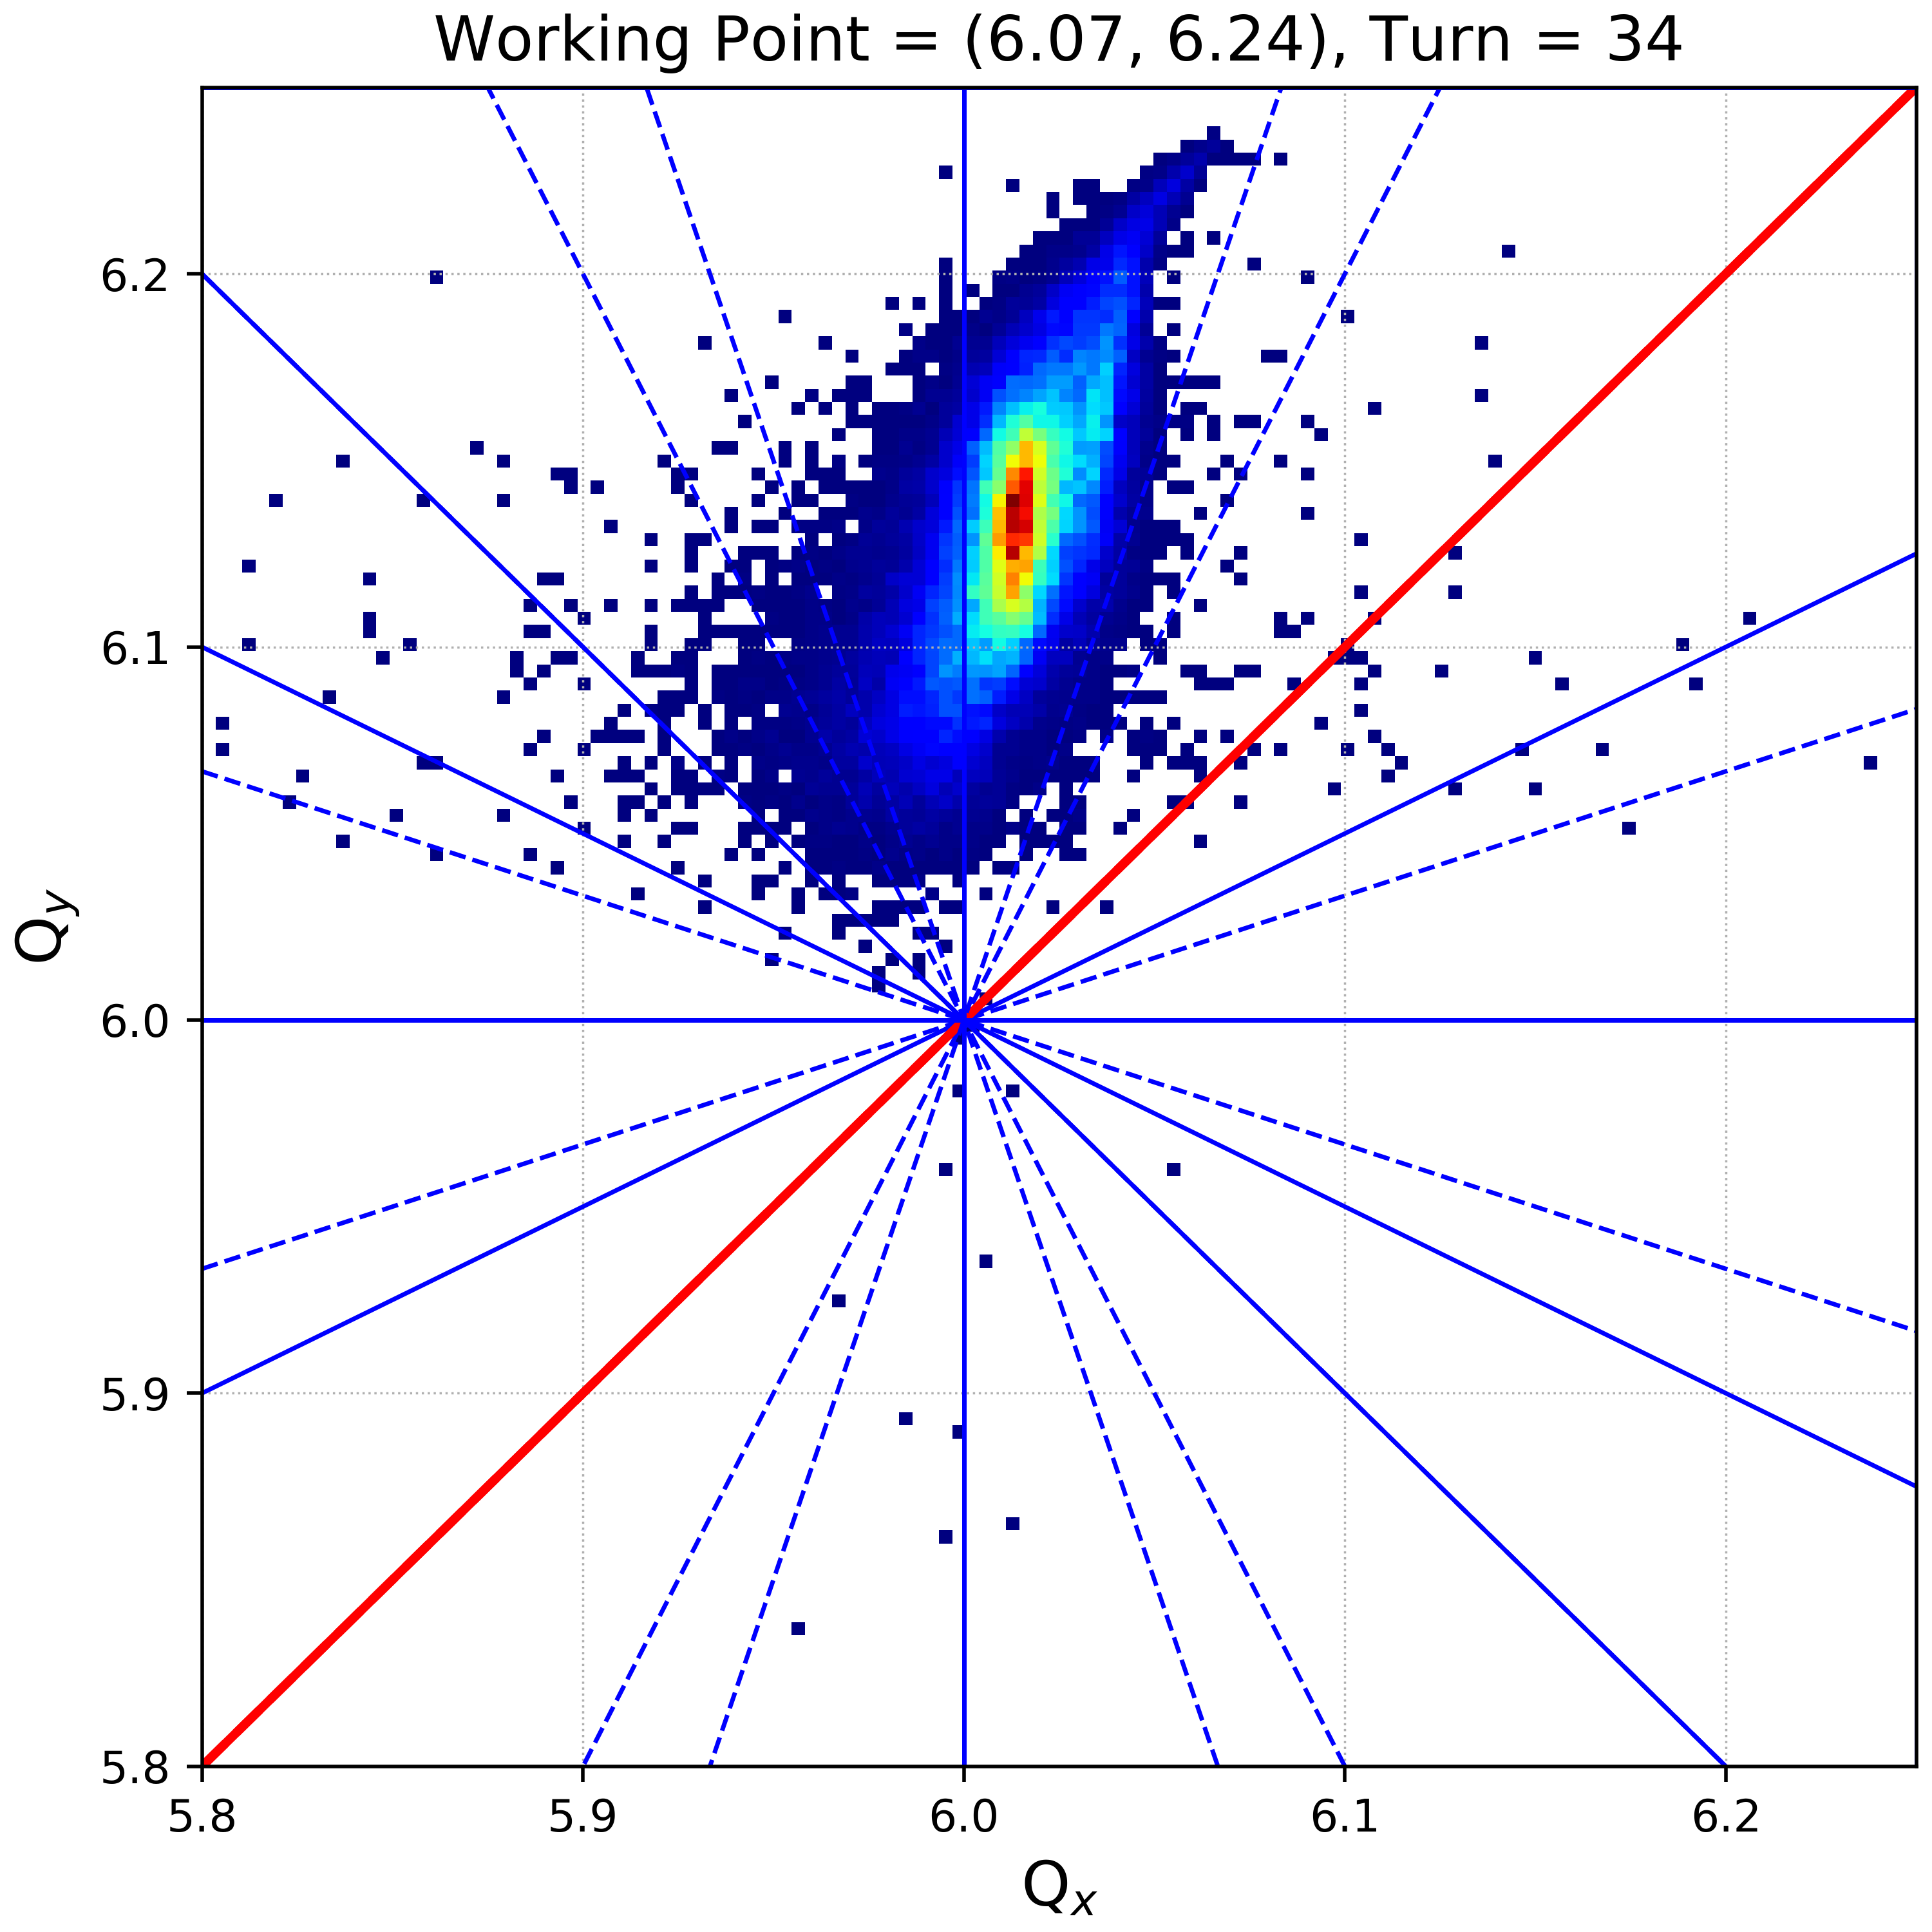 Working Point = (6.07, 6.24), Turn = 34
6.2
6.1
6.0
5.9
5.8
Qy
5.8 5.9 6.0 6.1 6.2
Qx